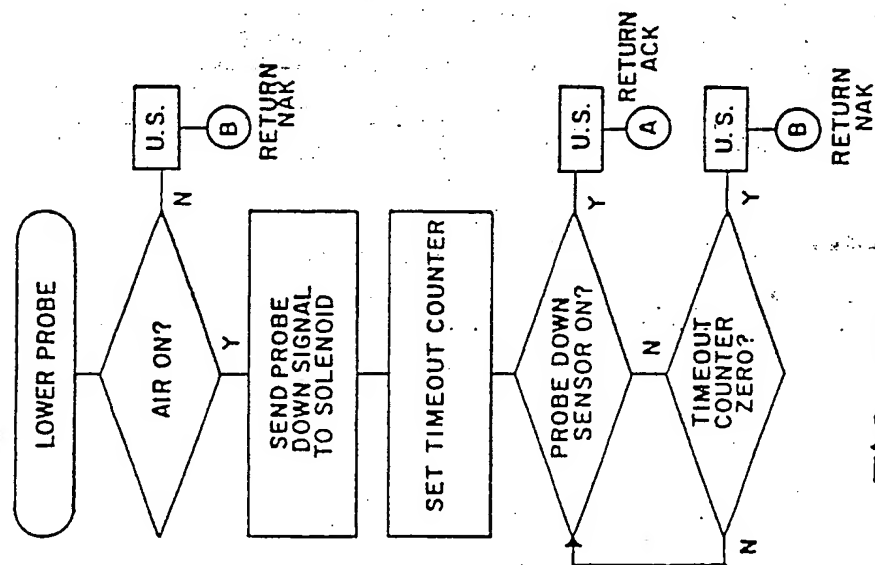 LOWER PROBE
AIR ON?
N
U.S.
B
RETURN
NAK
Y
SEND PROBE
DOWN SIGNAL
TO SOLENOID
SET TIMEOUT COUNTER
PROBE DOWN
SENSOR ON?
Y
U.S.
A
RETURN
ACK
N
TIMEOUT
COUNTER
ZERO?
Y
U.S.
B
RETURN
NAK
N